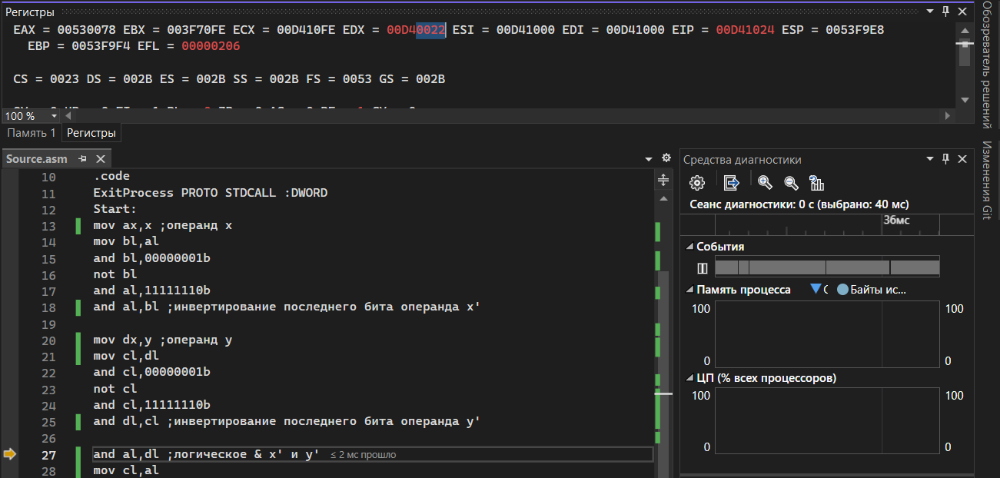 Регистры
EAX = 00530078 EBX = 003F70FE ECX = 00D410FE EDX = 00D40022 ESI = 00D41000 EDI = 00D41000 EIP = 00D41024 ESP = 0053F9E8
EBP = 0053F9F4 EFL = 00000206
CS = 0023 DS = 002B ES = 002B SS = 002B FS = 0053 GS = 002B
100 %
Память 1 Регистры
Source.asm
10 .code
11 ExitProcess PROTO STDCALL :DWORD
12 Start:
13 mov ax,x ;операнд x
14 mov bl,al
15 and bl,00000001b
16 not bl
17 and al,11111110b
18 and al,bl ;инвертирование последнего бита операнда x'
19
20 mov dx,y ;операнд y
21 mov cl,dl
22 and cl,00000001b
23 not cl
24 and cl,11111110b
25 and dl,cl ;инвертирование последнего бита операнда y'
26
27 and al,dl ;логическое & x' и y' ≤ 2 мс прошло
28 mov cl,al
Средства диагностики
Сеанс диагностики: 0 с (выбрано: 40 мс)
36мс
События
Память процесса
Байты ис...
100 100
0 0
ЦП (% всех процессоров)
100 100
0 0
Обозреватель решений
Изменения Git